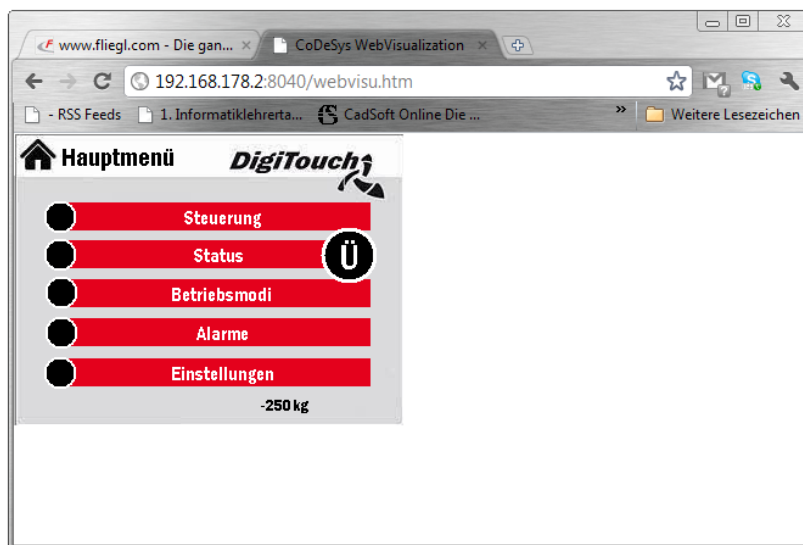 www.fliegl.com - Die gan...
CoDeSys WebVisualization
192.168.178.2:8040/webvisu.htm
- RSS Feeds
1. Informatiklehrerta...
CadSoft Online Die ...
»
Weitere Lesezeichen
Hauptmenü
DigiTouch
Steuerung
Status
Ü
Betriebsmodi
Alarme
Einstellungen
-250 kg